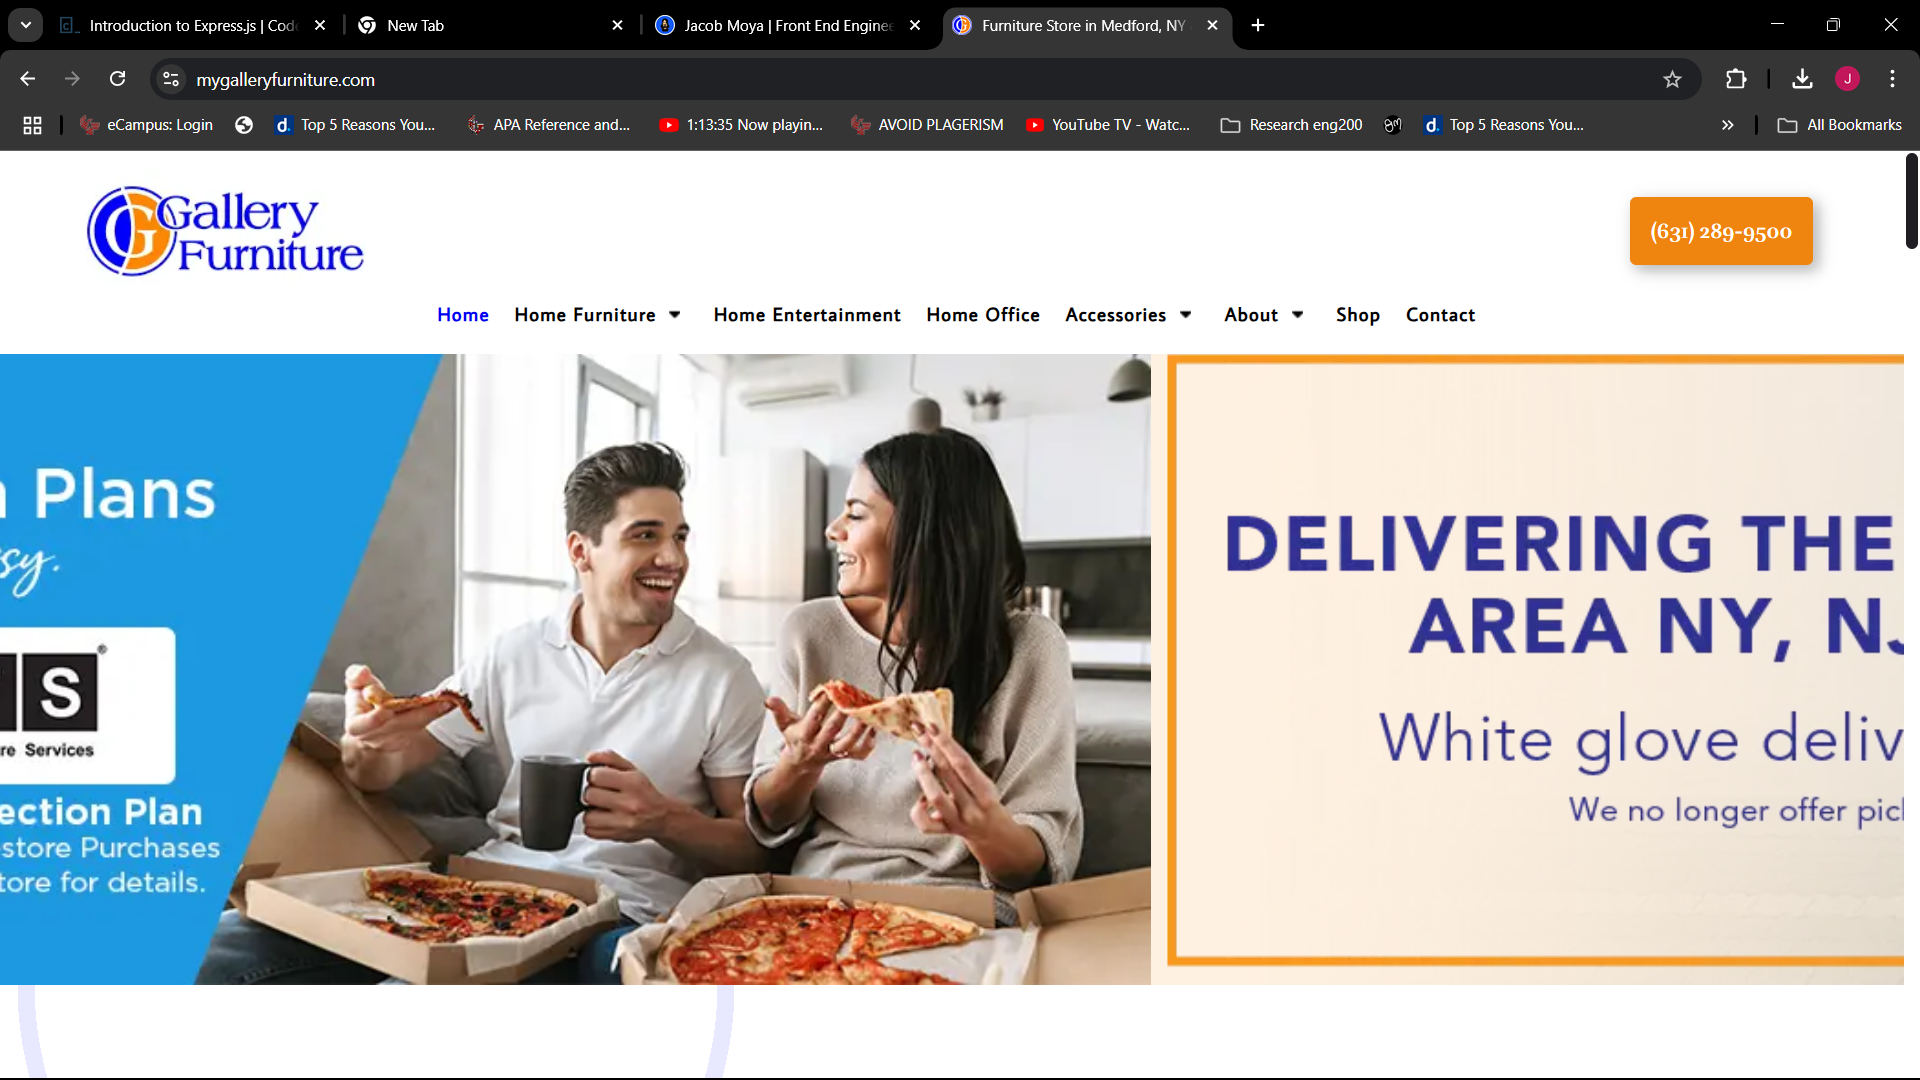 Introduction to Express.js | Cod
New Tab
Jacob Moya | Front End Enginee
Furniture Store in Medford, NY
mygalleryfurniture.com
J
eCampus: Login
Top 5 Reasons You...
APA Reference and...
1:13:35 Now playin...
AVOID PLAGERISM
YouTube TV - Watc...
Research eng200
Top 5 Reasons You...
All Bookmarks
G
Gallery
Furniture
(631) 289-9500
Home
Home Furniture
Home Entertainment
Home Office
Accessories
About
Shop
Contact
Plans
sy.
S®
re Services
ection Plan
store Purchases
tore for details.
DELIVERING THE
AREA NY, NJ
White glove deliv
We no longer offer pic